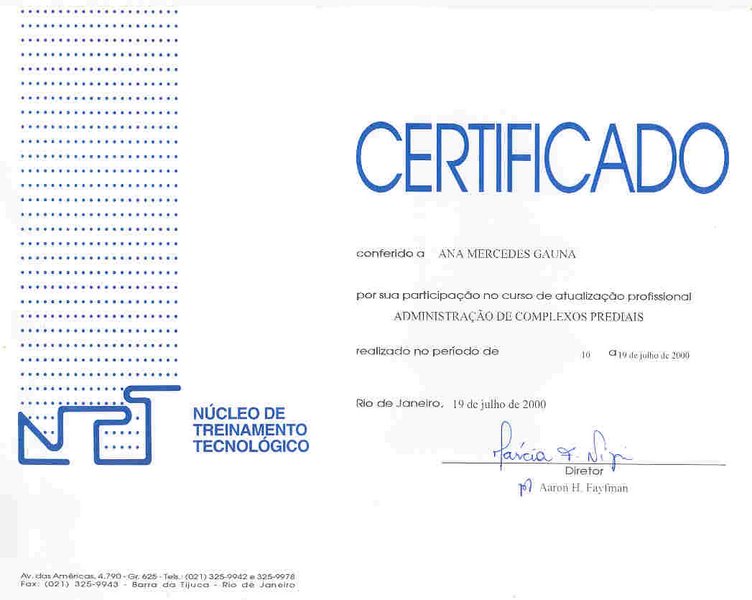 CERTIFICADO
conferido a ANA MERCEDES GAUNA
por sua participação no curso de atualização profissional
ADMINISTRAÇÃO DE COMPLEXOS PREDIAIS
realizado no período de 10 a 19 de julho de 2000
Rio de Janeiro, 19 de julho de 2000
Márcia F.
Diretor
p/ Aaron H. Fayfman
NÚCLEO DE
TREINAMENTO
TECNOLÓGICO
Av. das Américas, 4.790 - Gr. 625 - Tels.: (021) 325-9942 e 325-9978
Fax: (021) 325-9943 - Barra da Tijuca - Rio de Janeiro